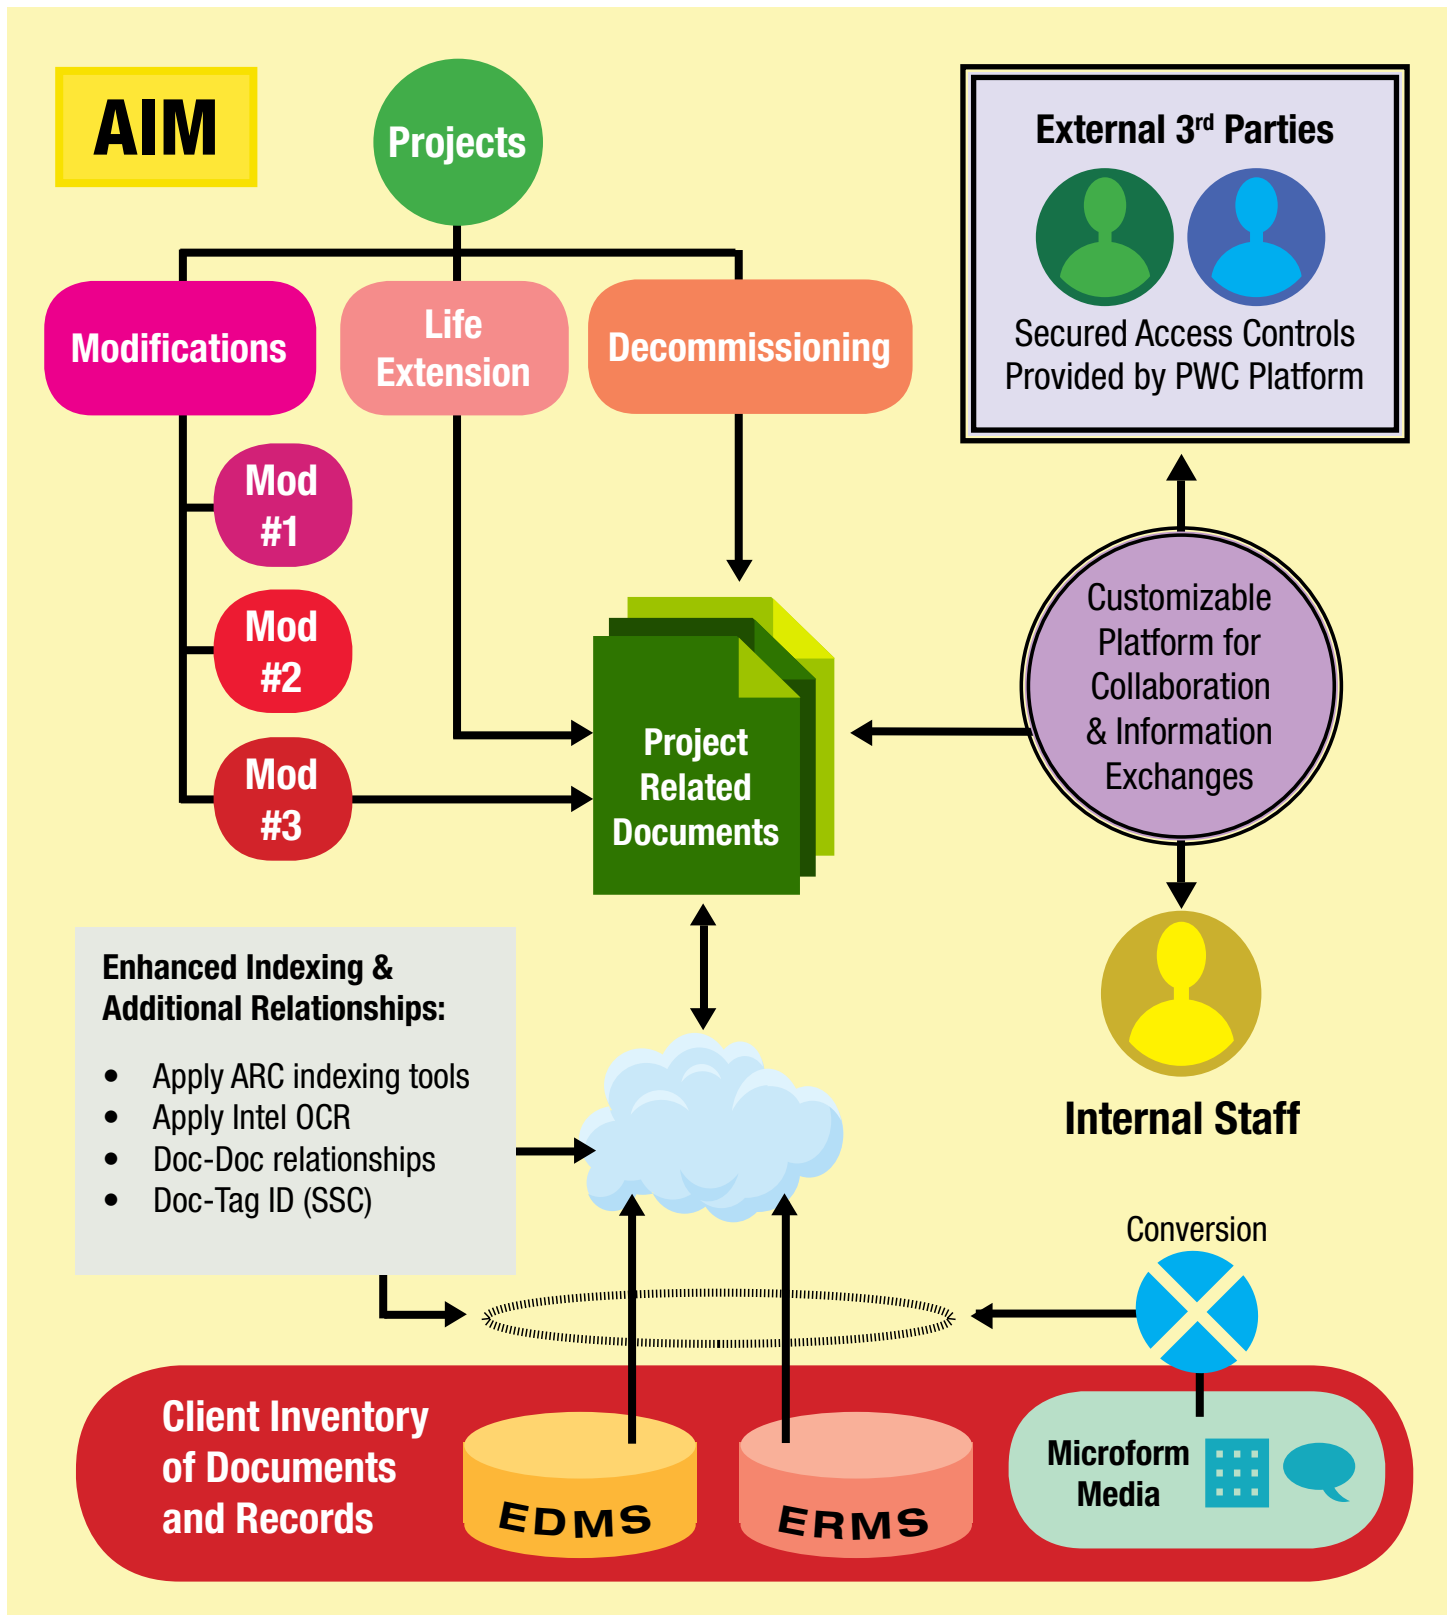 AIM
Projects
Modifications
Life
Extension
Decommissioning
Mod
#1
Mod
#2
Mod
#3
Project
Related
Documents
External 3rd Parties
Secured Access Controls
Provided by PWC Platform
Customizable
Platform for
Collaboration
& Information
Exchanges
Internal Staff
Enhanced Indexing &
Additional Relationships:
• Apply ARC indexing tools
• Apply Intel OCR
• Doc-Doc relationships
• Doc-Tag ID (SSC)
Conversion
Client Inventory
of Documents
and Records
EDMS
ERMS
Microform
Media